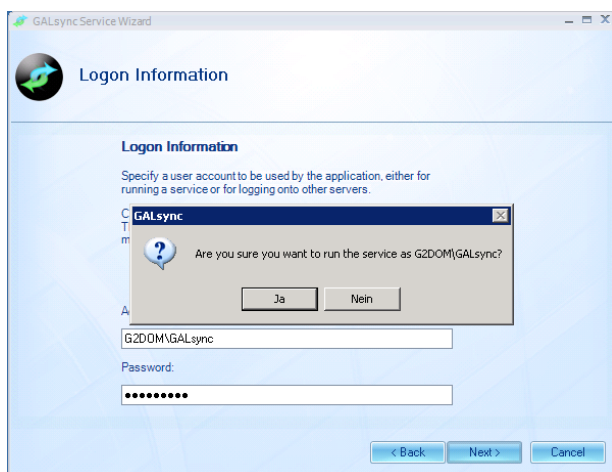 GALsync Service Wizard
Logon Information
Logon Information
Specify a user account to be used by the application, either for
running a service or for logging onto other servers.
GALsync
Are you sure you want to run the service as G2DOM\GALsync?
Ja
Nein
G2DOM\GALsync
Password:
●●●●●●●●●
< Back
Next >
Cancel